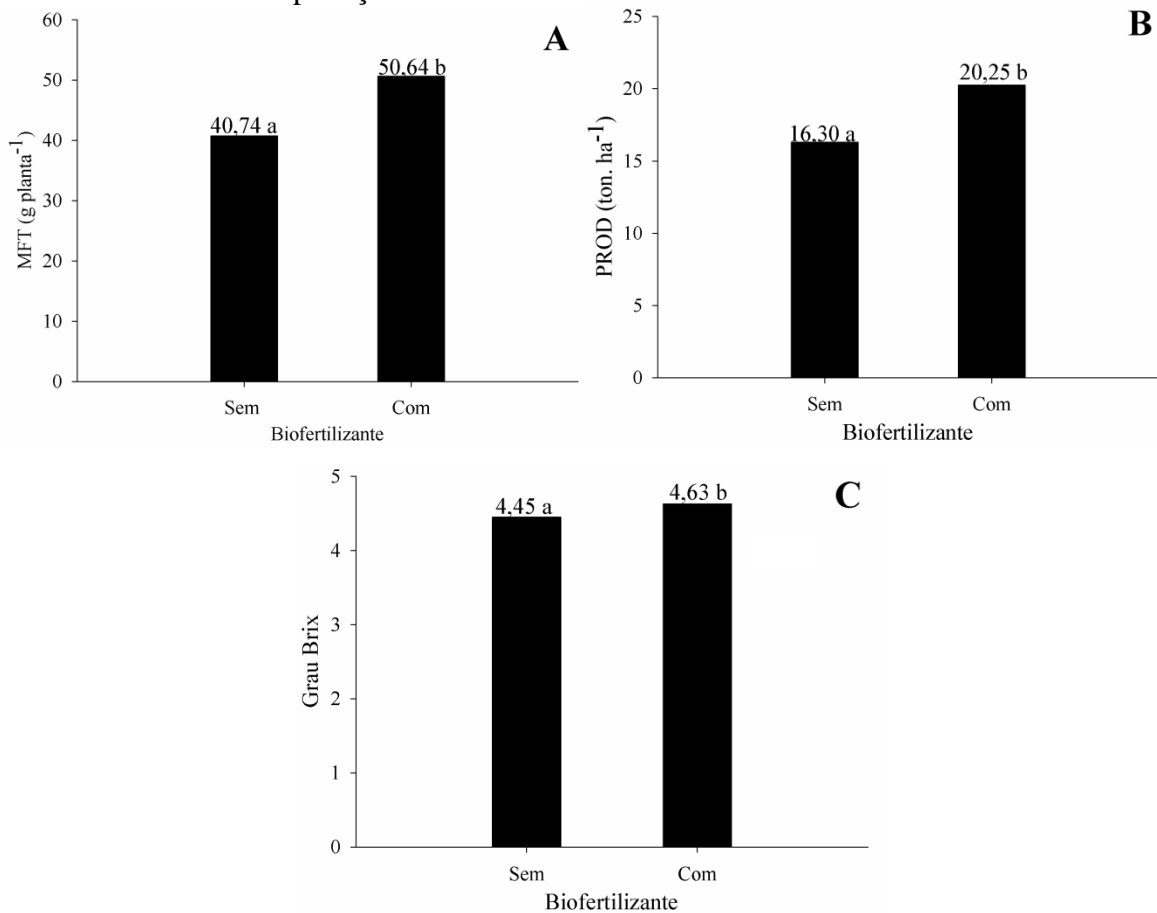 A
MFT (g planta⁻¹)
60
50
40
30
20
10
0
40,74 a
50,64 b
Sem
Com
Biofertilizante
B
PROD (ton. ha⁻¹)
25
20
15
10
5
0
16,30 a
20,25 b
Sem
Com
Biofertilizante
C
Grau Brix
5
4
3
2
1
0
4,45 a
4,63 b
Sem
Com
Biofertilizante